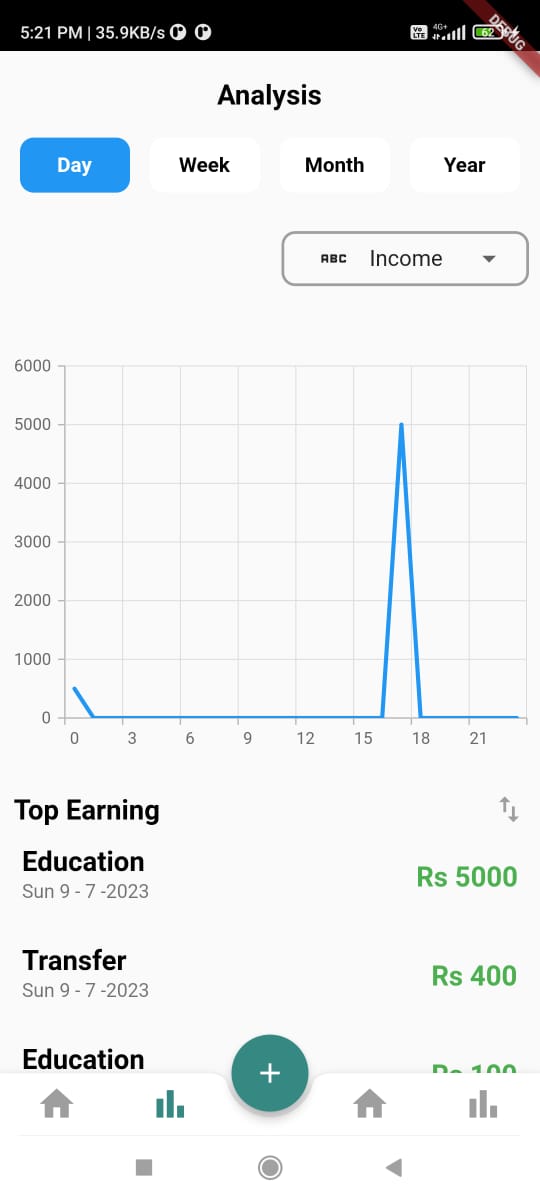 5:21 PM | 35.9KB/s
Vo LTE 4G+ 62
DEBUG
Analysis
Day Week Month Year
ABC Income
6000
5000
4000
3000
2000
1000
0
0 3 6 9 12 15 18 21
Top Earning
Education
Rs 5000
Sun 9 - 7 -2023
Transfer
Rs 400
Sun 9 - 7 -2023
Education
Rs 100